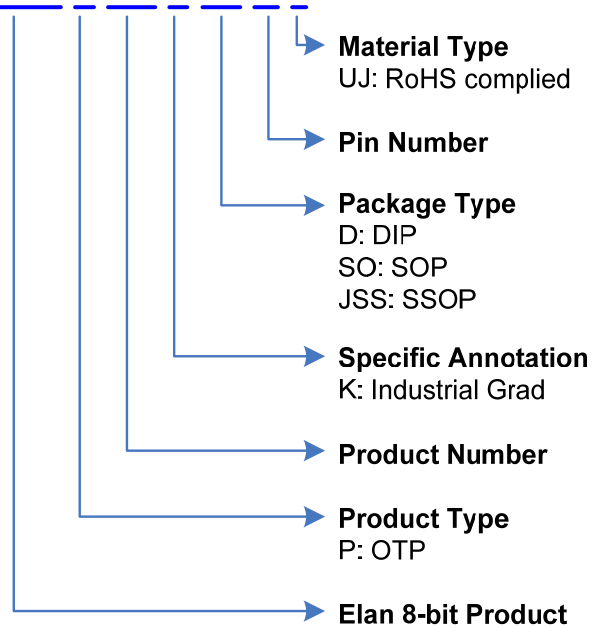 Material Type
UJ: RoHS complied
Pin Number
Package Type
D: DIP
SO: SOP
JSS: SSOP
Specific Annotation
K: Industrial Grad
Product Number
Product Type
P: OTP
Elan 8-bit Product